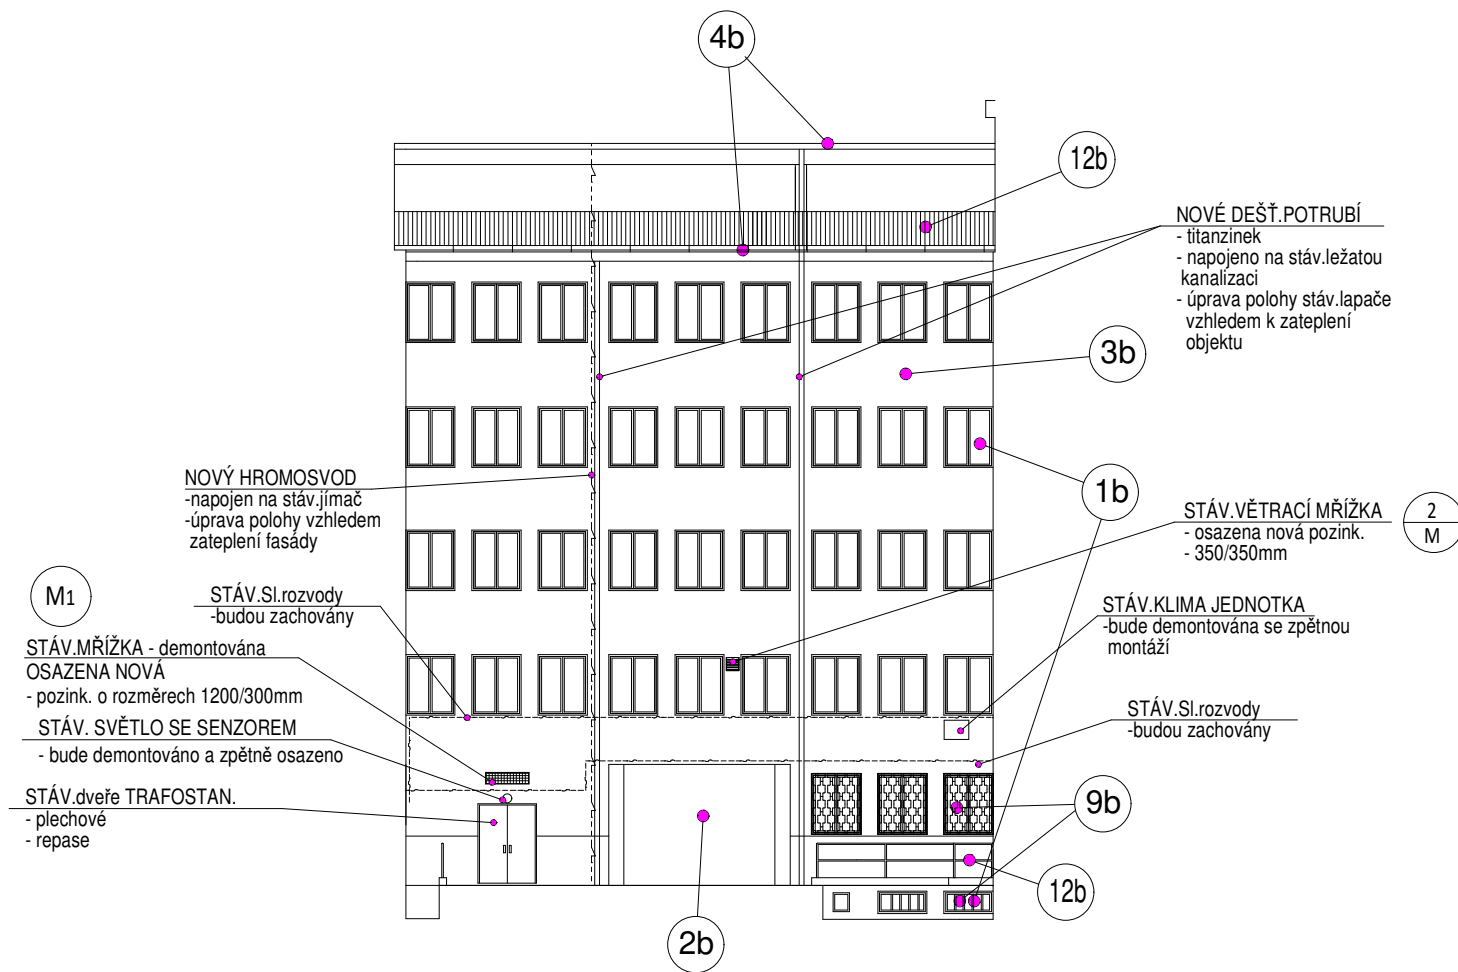 4b
12b
NOVÉ DEŠŤ.POTRUBÍ
- titanzinek
- napojeno na stáv.ležatou
kanalizaci
- úprava polohy stáv.lapače
vzhledem k zateplení
objektu
3b
NOVÝ HROMOSVOD
-napojen na stáv.jímač
-úprava polohy vzhledem
zateplení fasády
1b
STÁV.VĚTRACÍ MŘÍŽKA
- osazena nová pozink.
- 350/350mm
2
M
M1
STÁV.Sl.rozvody
-budou zachovány
STÁV.KLIMA JEDNOTKA
-bude demontována se zpětnou
montáží
STÁV.MŘÍŽKA - demontována
OSAZENA NOVÁ
- pozink. o rozměrech 1200/300mm
STÁV. SVĚTLO SE SENZOREM
- bude demontováno a zpětně osazeno
STÁV.Sl.rozvody
-budou zachovány
STÁV.dveře TRAFOSTAN.
- plechové
- repase
9b
12b
2b